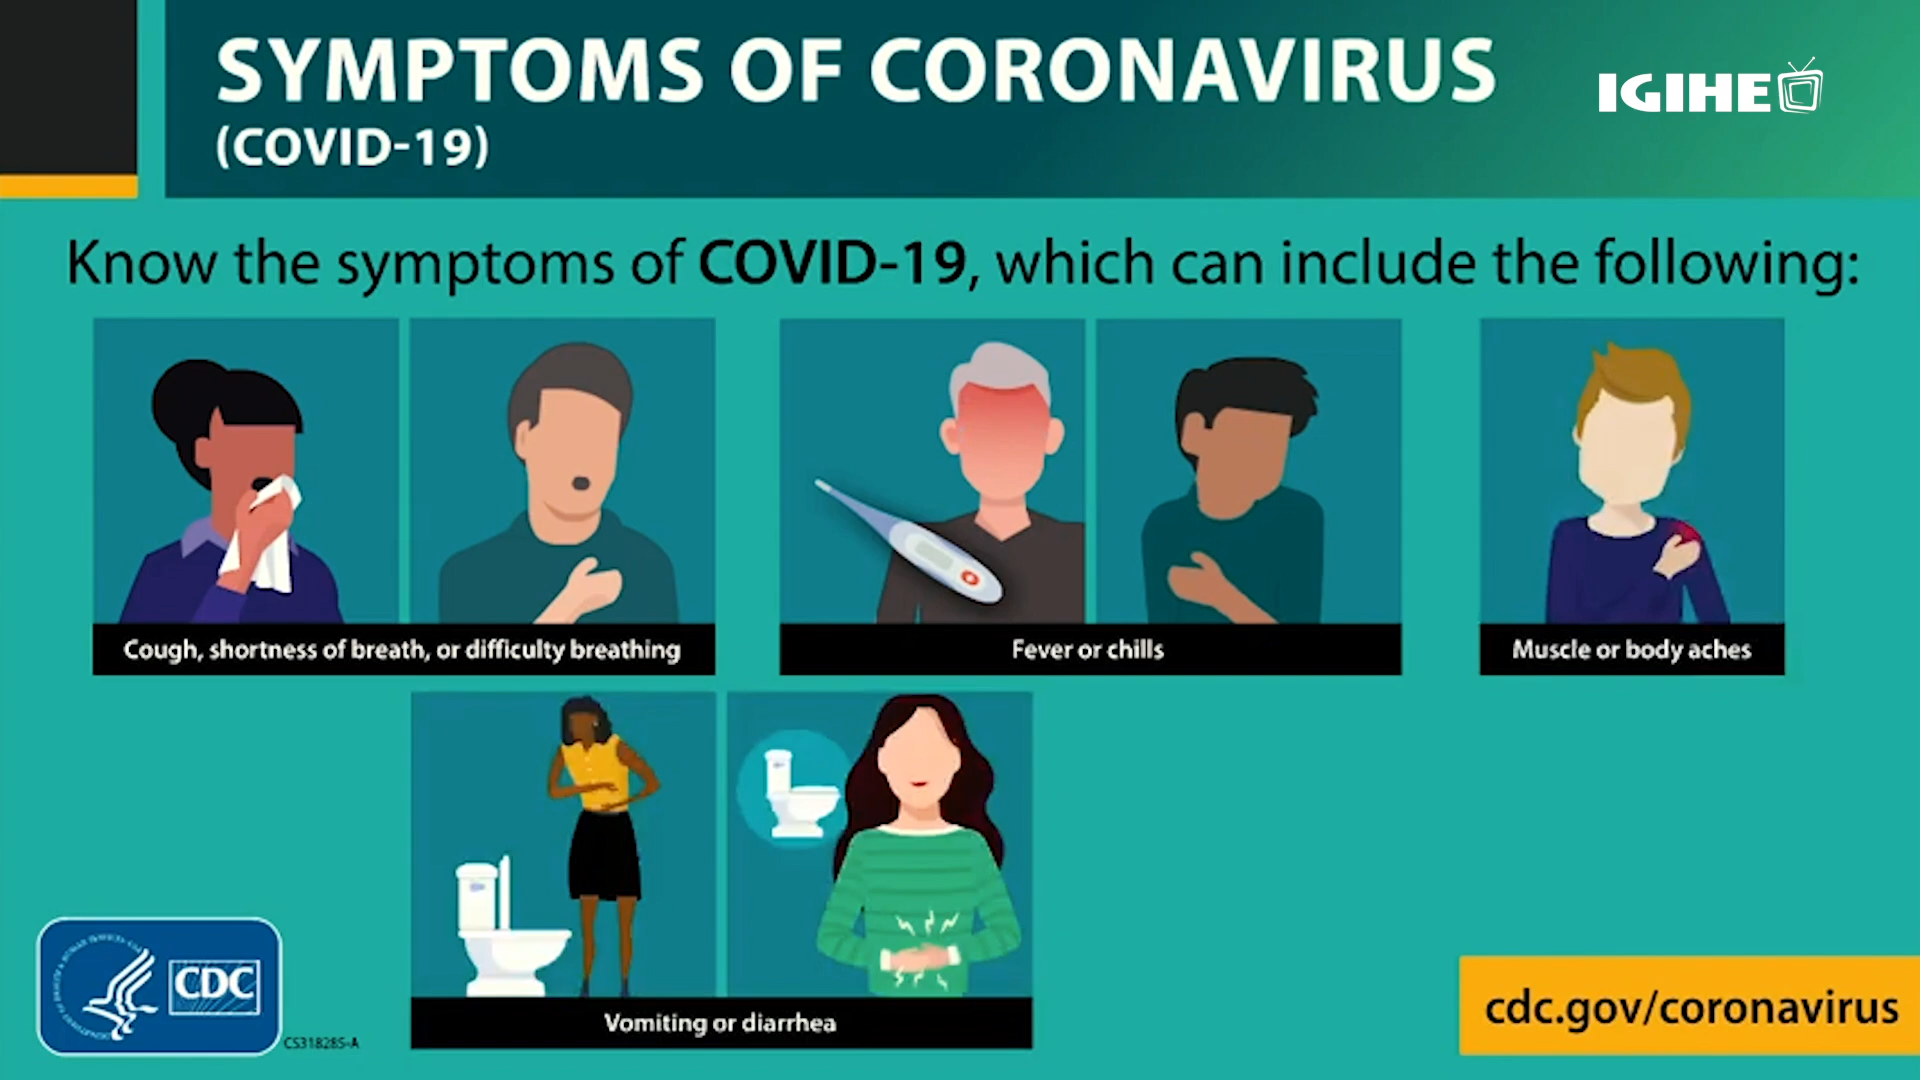 SYMPTOMS OF CORONAVIRUS
(COVID-19)
IGIHE
Know the symptoms of COVID-19, which can include the following:
Cough, shortness of breath, or difficulty breathing
Fever or chills
Muscle or body aches
Vomiting or diarrhea
CDC
CS318285-A
cdc.gov/coronavirus